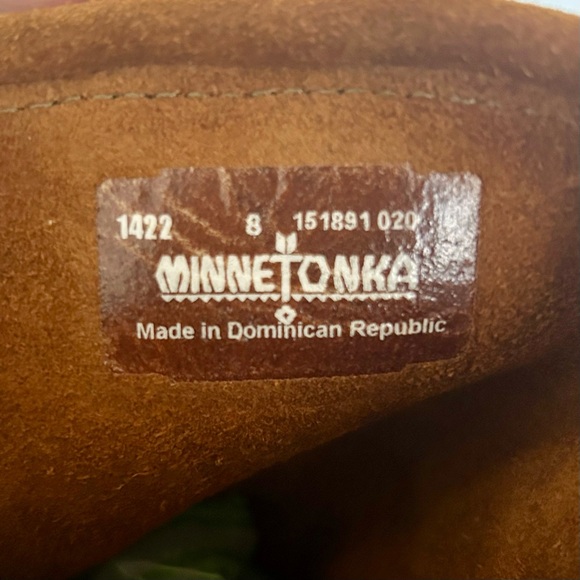 1422 8 151891 020
MINNETONKA
Made in Dominican Republic